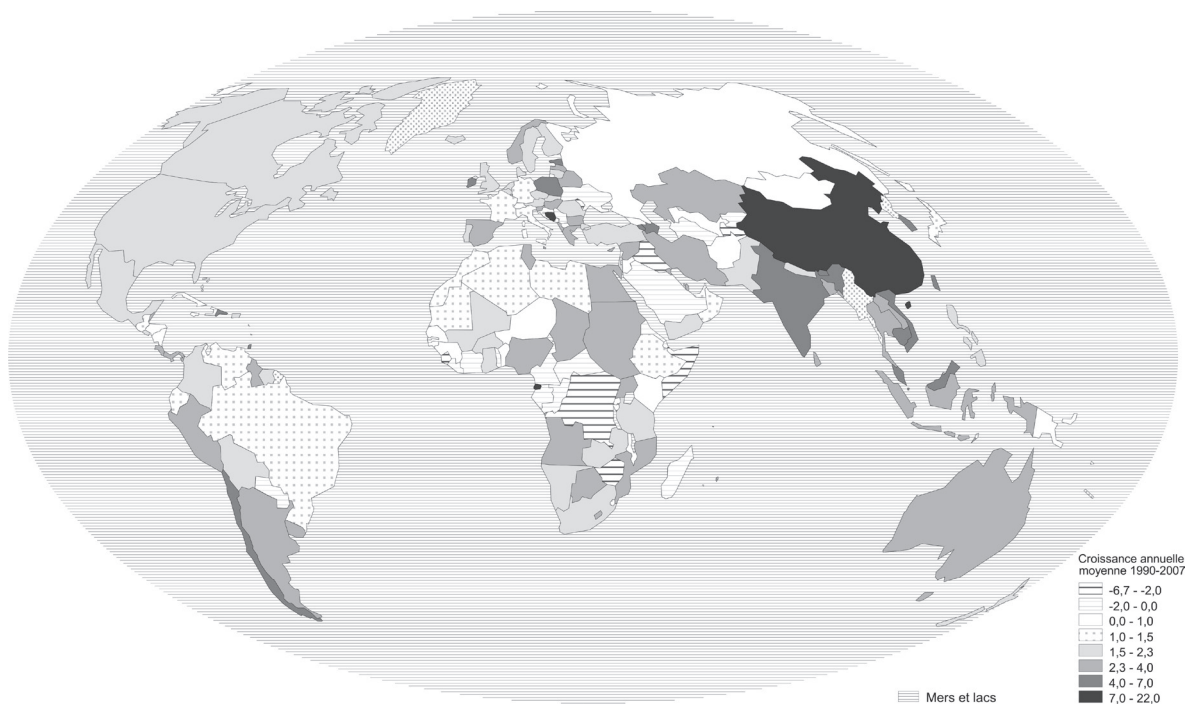 Croissance annuelle
moyenne 1990-2007
-6,7 - -2,0
-2,0 - 0,0
0,0 - 1,0
1,0 - 1,5
1,5 - 2,3
2,3 - 4,0
4,0 - 7,0
7,0 - 22,0
Mers et lacs